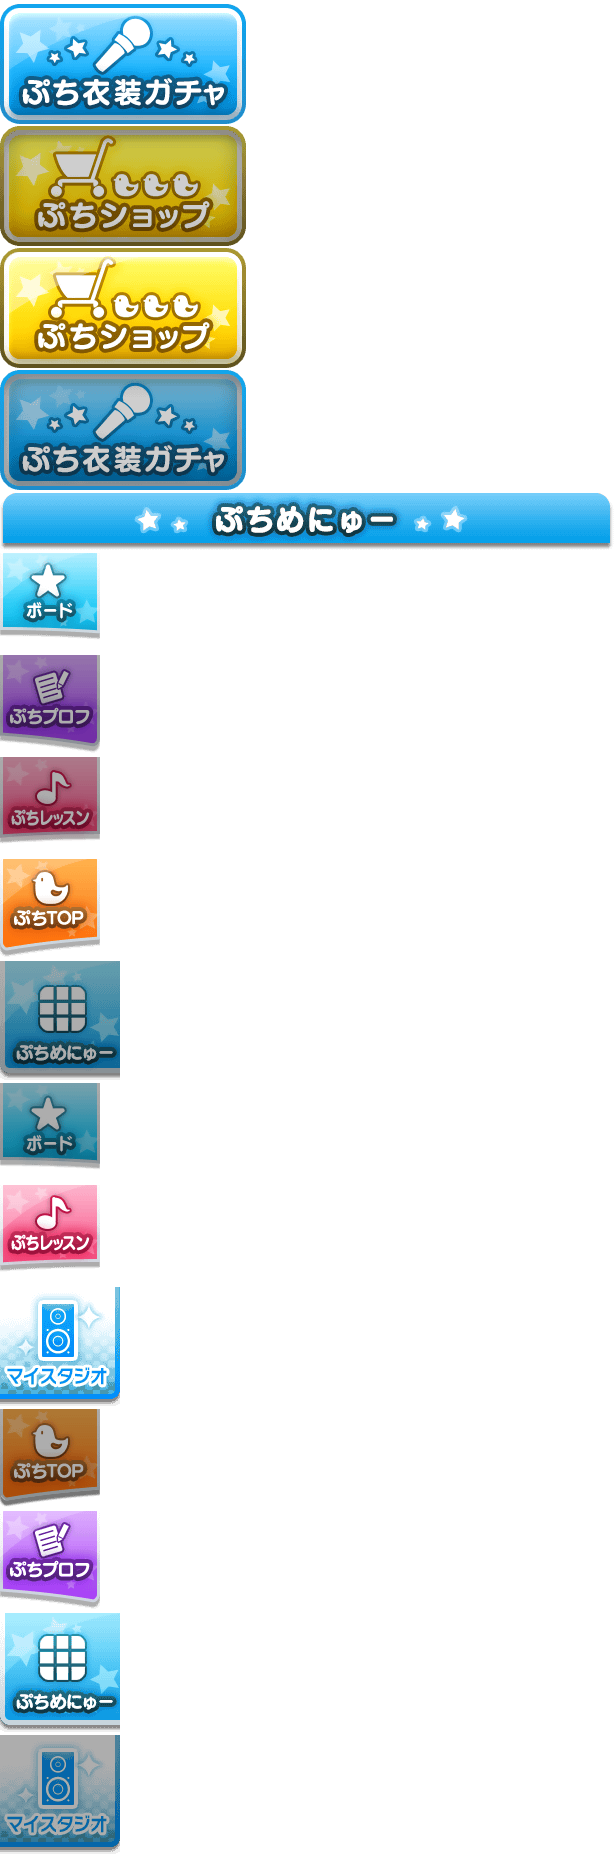 ぷち衣装ガチャ
ぷちショップ
ぷちショップ
ぷち衣装ガチャ
ぷちめにゅー
ボード
ぷちプロフ
ぷちレッスン
ぷちTOP
ぷちめにゅー
ボード
ぷちレッスン
マイスタジオ
ぷちTOP
ぷちプロフ
ぷちめにゅー
マイスタジオ